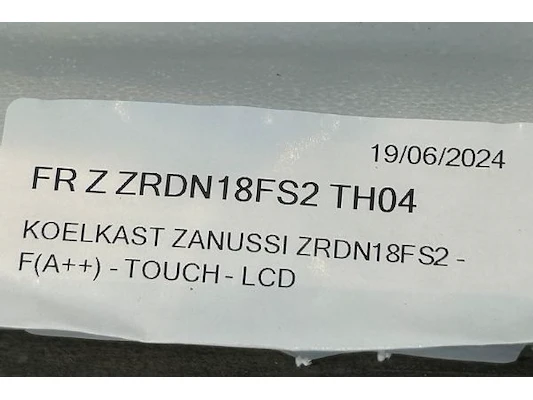 19/06/2024
FR Z ZRDN18FS2 TH04
KOELKAST ZANUSSI ZRDN18FS2 -
F(A++) - TOUCH - LCD